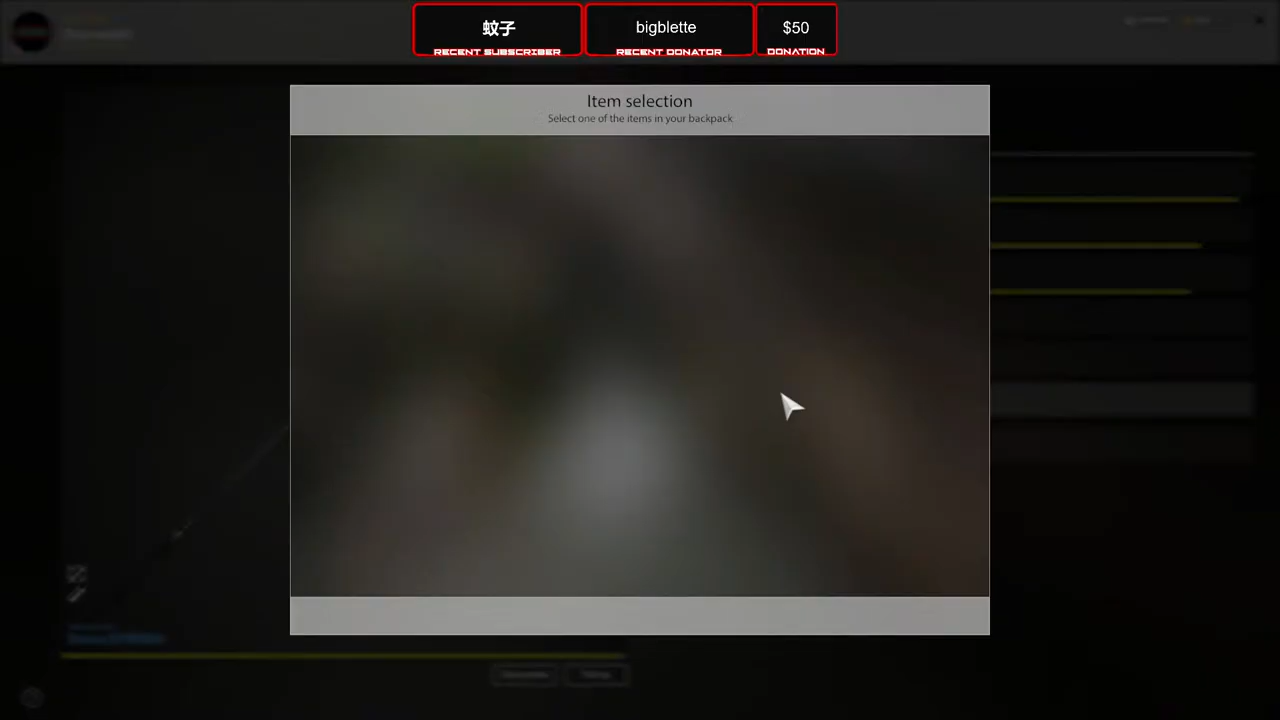 蚊子
RECENT SUBSCRIBER
bigblette
RECENT DONATOR
$50
DONATION
Item selection
Select one of the items in your backpack